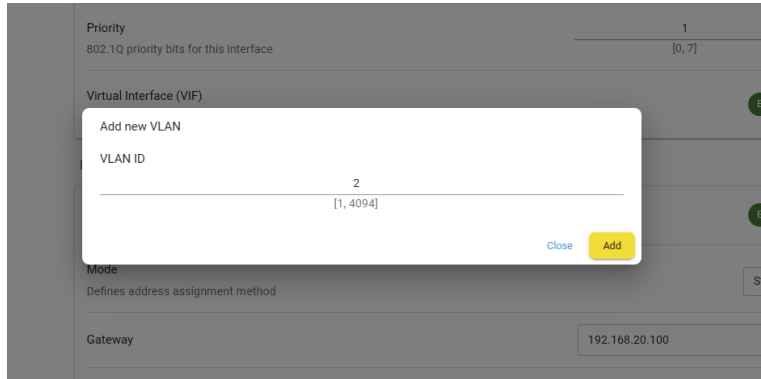 Priority
1
802.1Q priority bits for this interface
[0, 7]
Virtual Interface (VIF)
Add new VLAN
VLAN ID
2
[1, 4094]
Close
Add
Mode
Defines address assignment method
Gateway
192.168.20.100